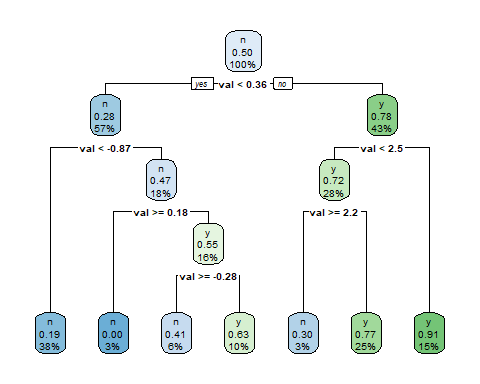 n
0.50
100%
yes val < 0.36 no
n
0.28
57%
y
0.78
43%
val < -0.87
val < 2.5
n
0.47
18%
y
0.72
28%
val >= 0.18
val >= 2.2
y
0.55
16%
val >= -0.28
n
0.19
38%
n
0.00
3%
n
0.41
6%
y
0.63
10%
n
0.30
3%
y
0.77
25%
y
0.91
15%